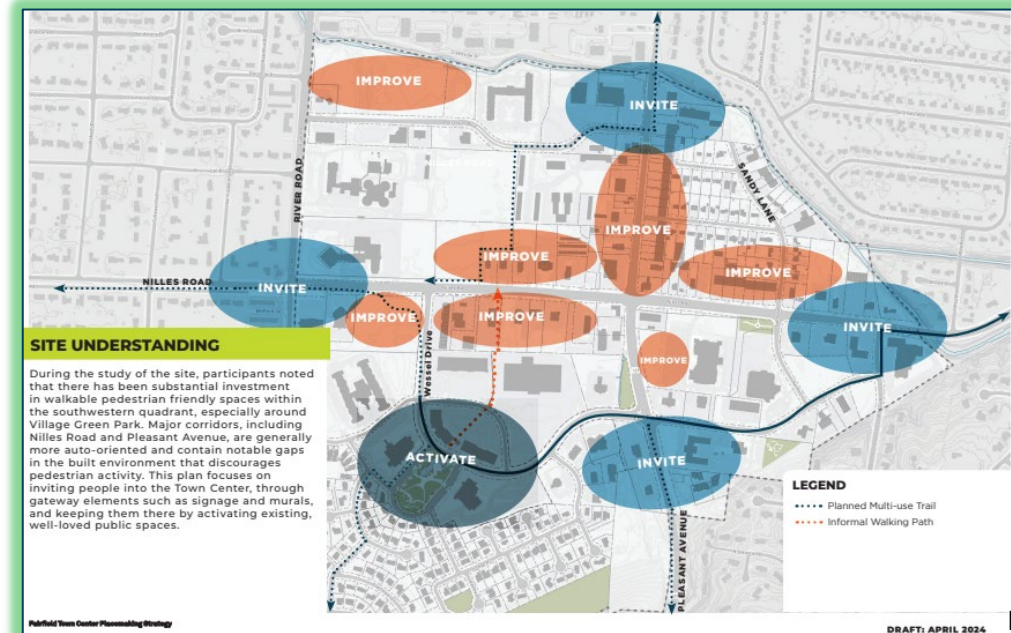 IMPROVE
INVITE
RIVER ROAD
SANDY LANE
IMPROVE
IMPROVE
IMPROVE
NILLES ROAD
INVITE
IMPROVE
IMPROVE
INVITE
Wessel Drive
IMPROVE
ACTIVATE
INVITE
PLEASANT AVENUE
SITE UNDERSTANDING
During the study of the site, participants noted
that there has been substantial investment
in walkable pedestrian friendly spaces within
the southwestern quadrant, especially around
Village Green Park. Major corridors, including
Nilles Road and Pleasant Avenue, are generally
more auto-oriented and contain notable gaps
in the built environment that discourages
pedestrian activity. This plan focuses on
inviting people into the Town Center, through
gateway elements such as signage and murals,
and keeping them there by activating existing,
well-loved public spaces.
LEGEND
Planned Multi-use Trail
Informal Walking Path
Fairfield Town Center Placemaking Strategy
DRAFT: APRIL 2024